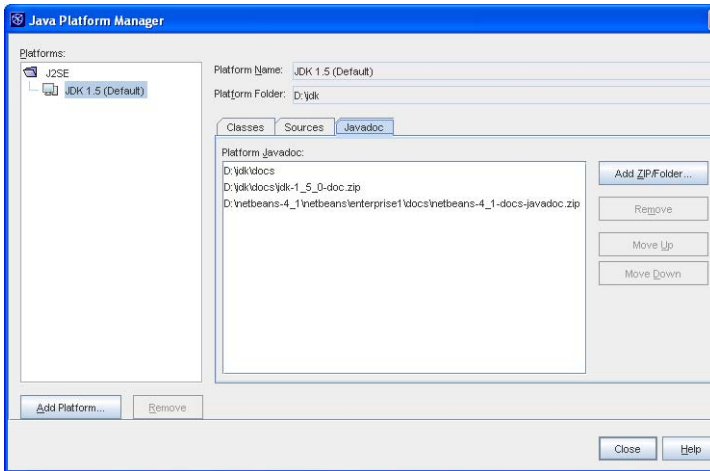 Java Platform Manager
Platforms:
J2SE
JDK 1.5 (Default)
Platform Name: JDK 1.5 (Default)
Platform Folder: D:\jdk
Classes Sources Javadoc
Platform Javadoc:
D:\jdk\docs
D:\jdk\docs\jdk-1_5_0-doc.zip
D:\netbeans-4_1\netbeans\enterprise1\docs\netbeans-4_1-docs-javadoc.zip
Add ZIP/Folder...
Remove
Move Up
Move Down
Add Platform... Remove
Close Help